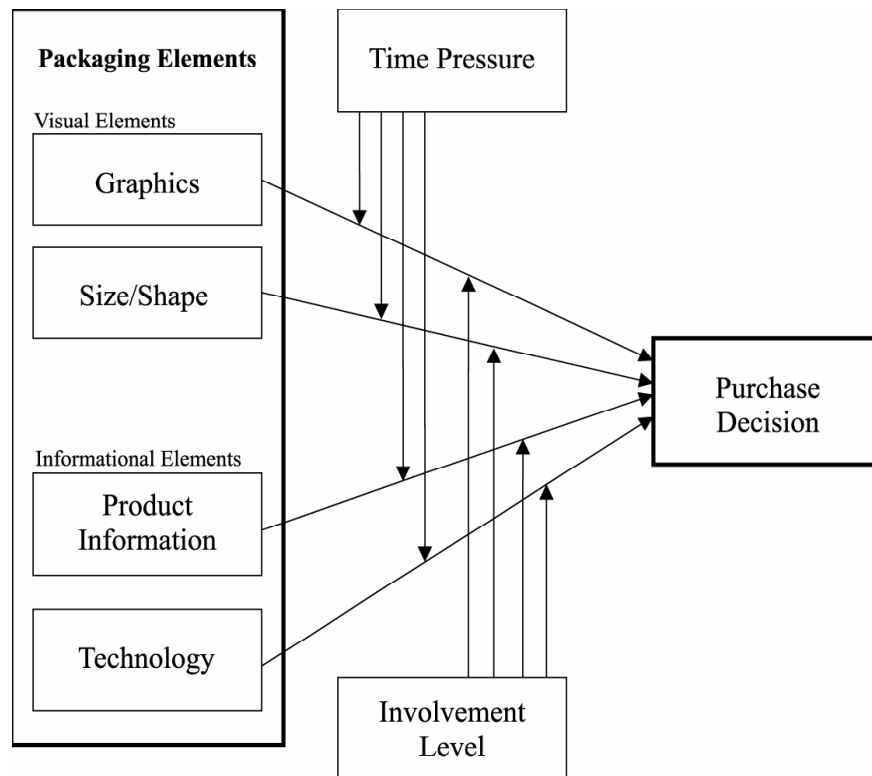 Packaging Elements
Visual Elements
Graphics
Size/Shape
Informational Elements
Product
Information
Technology
Time Pressure
Involvement
Level
Purchase
Decision